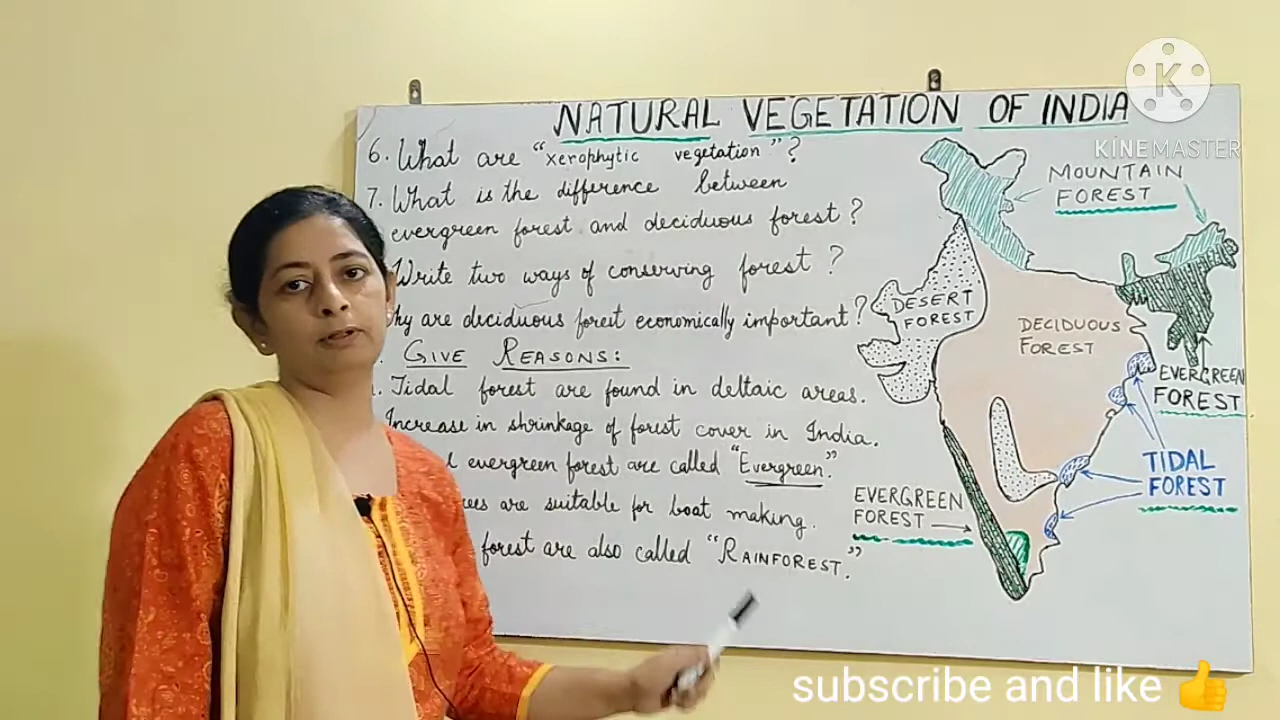 NATURAL VEGETATION OF INDIA
6. What are "xerophytic vegetation"?
7. What is the difference between
evergreen forest and deciduous forest?
Write two ways of conserving forest?
hy are deciduous forest economically important?
GIVE REASONS:
Tidal forest are found in deltaic areas.
Increase in shrinkage of forest cover in India.
l evergreen forest are called "Evergreen."
ees are suitable for boat making.
forest are also called "RAINFOREST."
K
KINEMASTER
MOUNTAIN
FOREST
DESERT
FOREST
DECIDUOUS
FOREST
EVERGREEN
FOREST
TIDAL
FOREST
EVERGREEN
FOREST
subscribe and like 👍